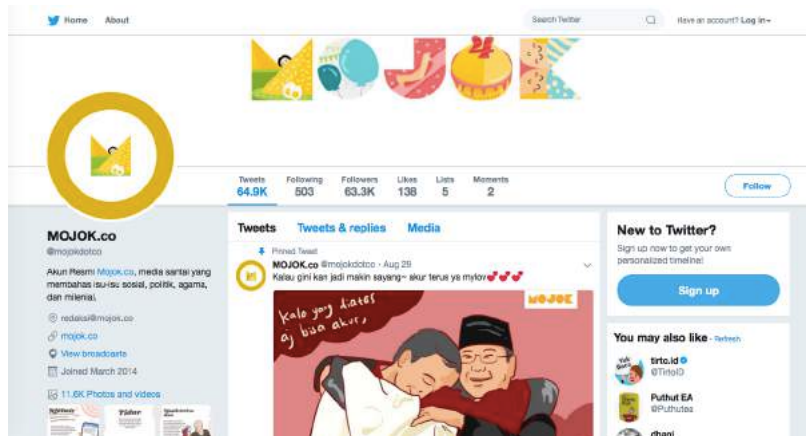 Home About Search Twitter Have an account? Log in
MOJOK
Tweets Following Followers Likes Lists Moments
64.9K 503 63.3K 138 5 2 Follow
MOJOK.co
@mojokdotco
Akun Resmi Mojok.co, media santai yang
membahas isu-isu sosial, politik, agama,
dan milenial.
redaksi@mojok.co
mojok.co
View broadcasts
Joined March 2014
11.6K Photos and videos
Tidur
Tweets Tweets & replies Media
Pinned Tweet
MOJOK.co @mojokdotco · Aug 29
Kalau gini kan jadi makin sayang~ akur terus ya mylov
Kalo yang diatas
aj bisa akur,
MOJOK
New to Twitter?
Sign up now to get your own
personalized timeline!
Sign up
You may also like · Refresh
tirto.id
@TirtoID
Puthut EA
@Puthutea
dhani